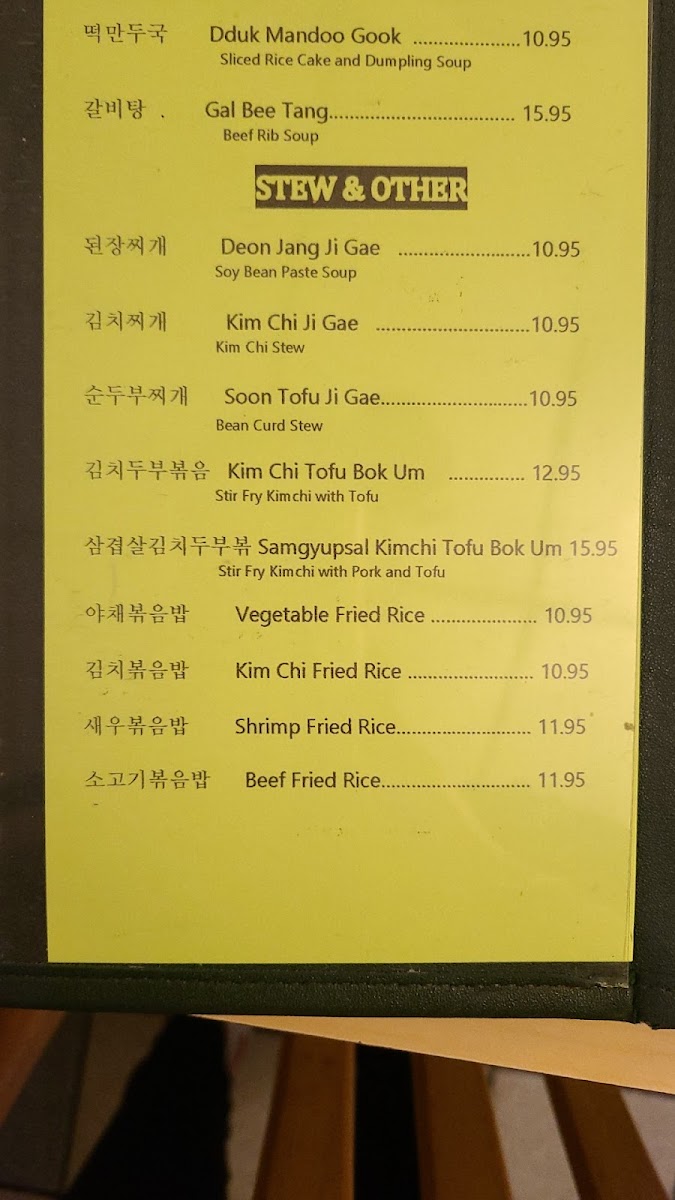 떡만두국 Dduk Mandoo Gook .....................10.95
Sliced Rice Cake and Dumpling Soup
갈비탕 . Gal Bee Tang.................................... 15.95
Beef Rib Soup
STEW & OTHER
된장찌개 Deon Jang Ji Gae ..........................10.95
Soy Bean Paste Soup
김치찌개 Kim Chi Ji Gae ..............................10.95
Kim Chi Stew
순두부찌개 Soon Tofu Ji Gae............................10.95
Bean Curd Stew
김치두부볶음 Kim Chi Tofu Bok Um ............... 12.95
Stir Fry Kimchi with Tofu
삼겹살김치두부볶 Samgyupsal Kimchi Tofu Bok Um 15.95
Stir Fry Kimchi with Pork and Tofu
야채볶음밥 Vegetable Fried Rice ..................... 10.95
김치볶음밥 Kim Chi Fried Rice ......................... 10.95
새우볶음밥 Shrimp Fried Rice.......................... 11.95
소고기볶음밥 Beef Fried Rice............................. 11.95